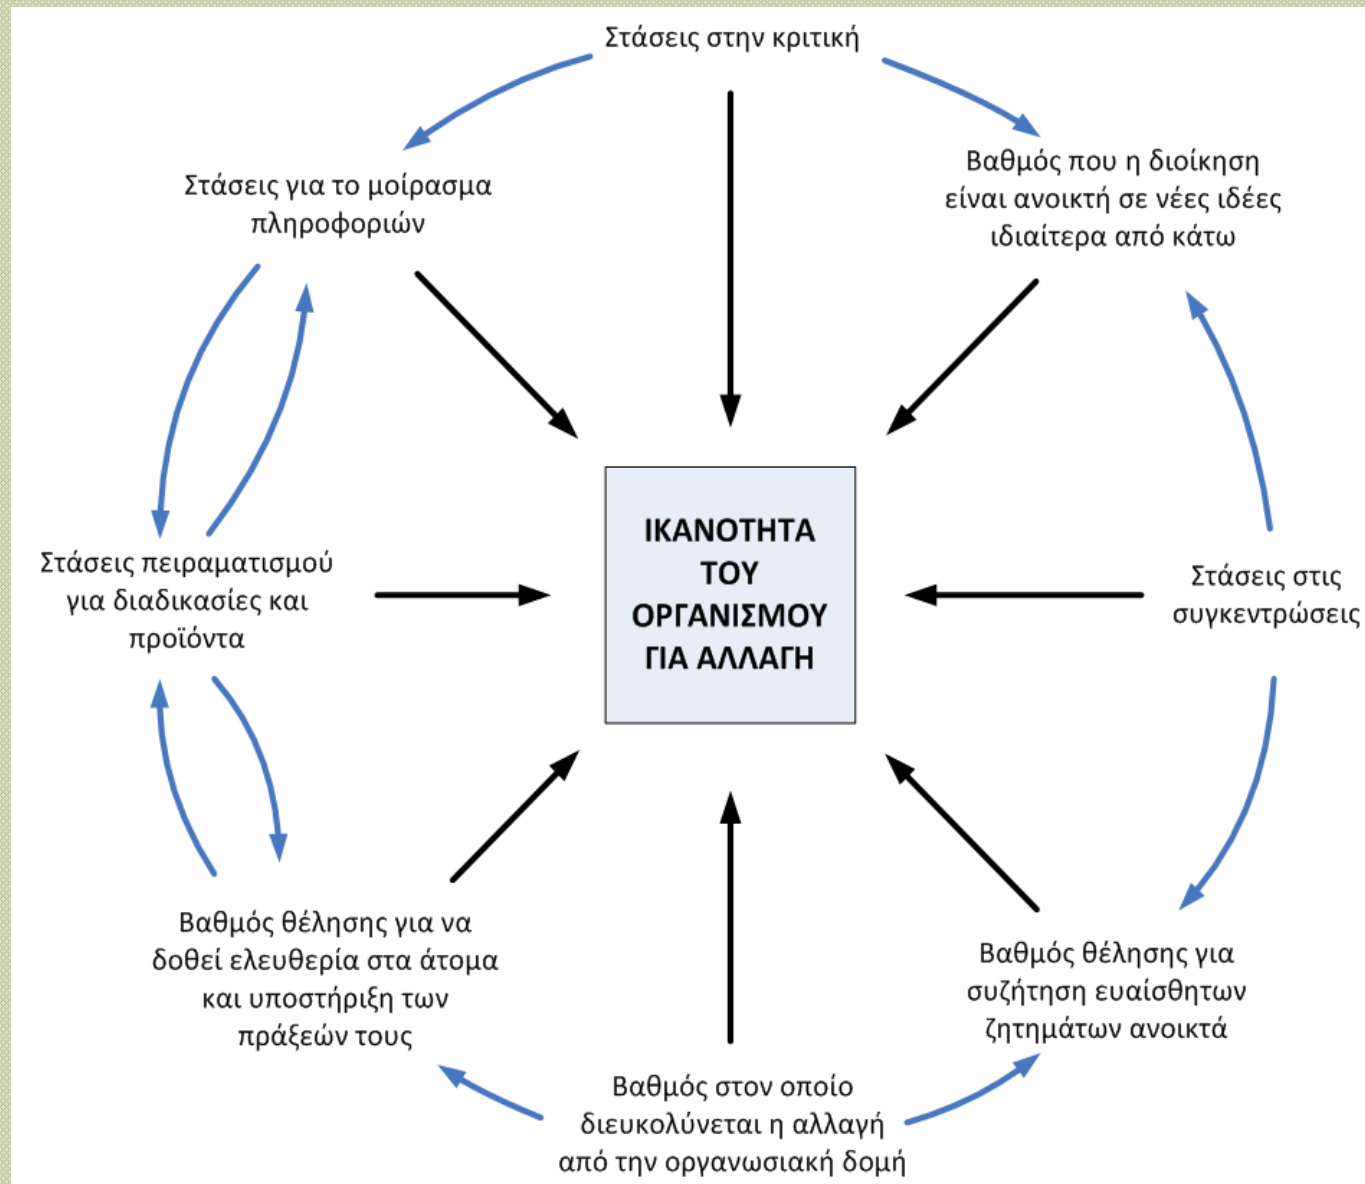 Στάσεις στην κριτική
Βαθμός που η διοίκηση
είναι ανοικτή σε νέες ιδέες
ιδιαίτερα από κάτω
Στάσεις για το μοίρασμα
πληροφοριών
ΙΚΑΝΟΤΗΤΑ
ΤΟΥ
ΟΡΓΑΝΙΣΜΟΥ
ΓΙΑ ΑΛΛΑΓΗ
Στάσεις πειραματισμού
για διαδικασίες και
προϊόντα
Στάσεις στις
συγκεντρώσεις
Βαθμός θέλησης για να
δοθεί ελευθερία στα άτομα
και υποστήριξη των
πράξεών τους
Βαθμός θέλησης για
συζήτηση ευαίσθητων
ζητημάτων ανοικτά
Βαθμός στον οποίο
διευκολύνεται η αλλαγή
από την οργανωσιακή δομή